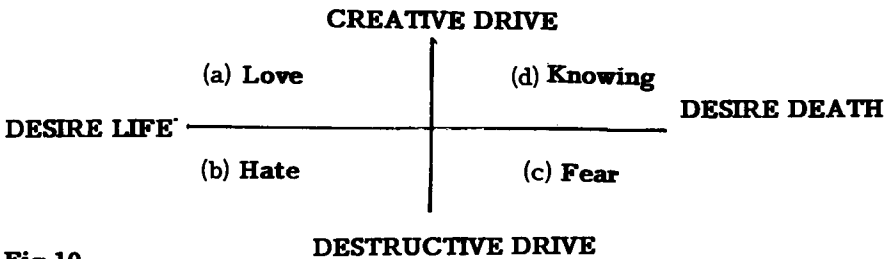 CREATIVE DRIVE
(a) Love (d) Knowing
DESIRE LIFE DESIRE DEATH
(b) Hate (c) Fear
DESTRUCTIVE DRIVE
Fig 10